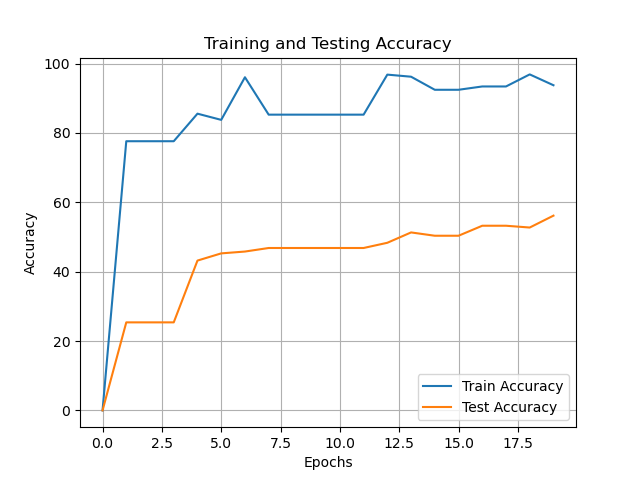 Training and Testing Accuracy
100
80
60
40
20
0
Accuracy
0.0 2.5 5.0 7.5 10.0 12.5 15.0 17.5
Epochs
Train Accuracy
Test Accuracy